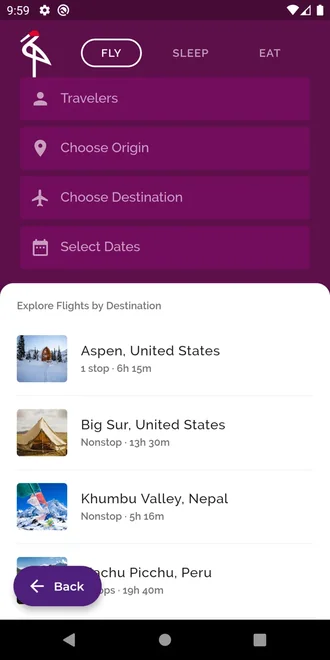 9:59
FLY
SLEEP
EAT
Travelers
Choose Origin
Choose Destination
Select Dates
Explore Flights by Destination
Aspen, United States
1 stop · 6h 15m
Big Sur, United States
Nonstop · 13h 30m
Khumbu Valley, Nepal
Nonstop · 5h 16m
Picchu, Peru
19h 40m
Back